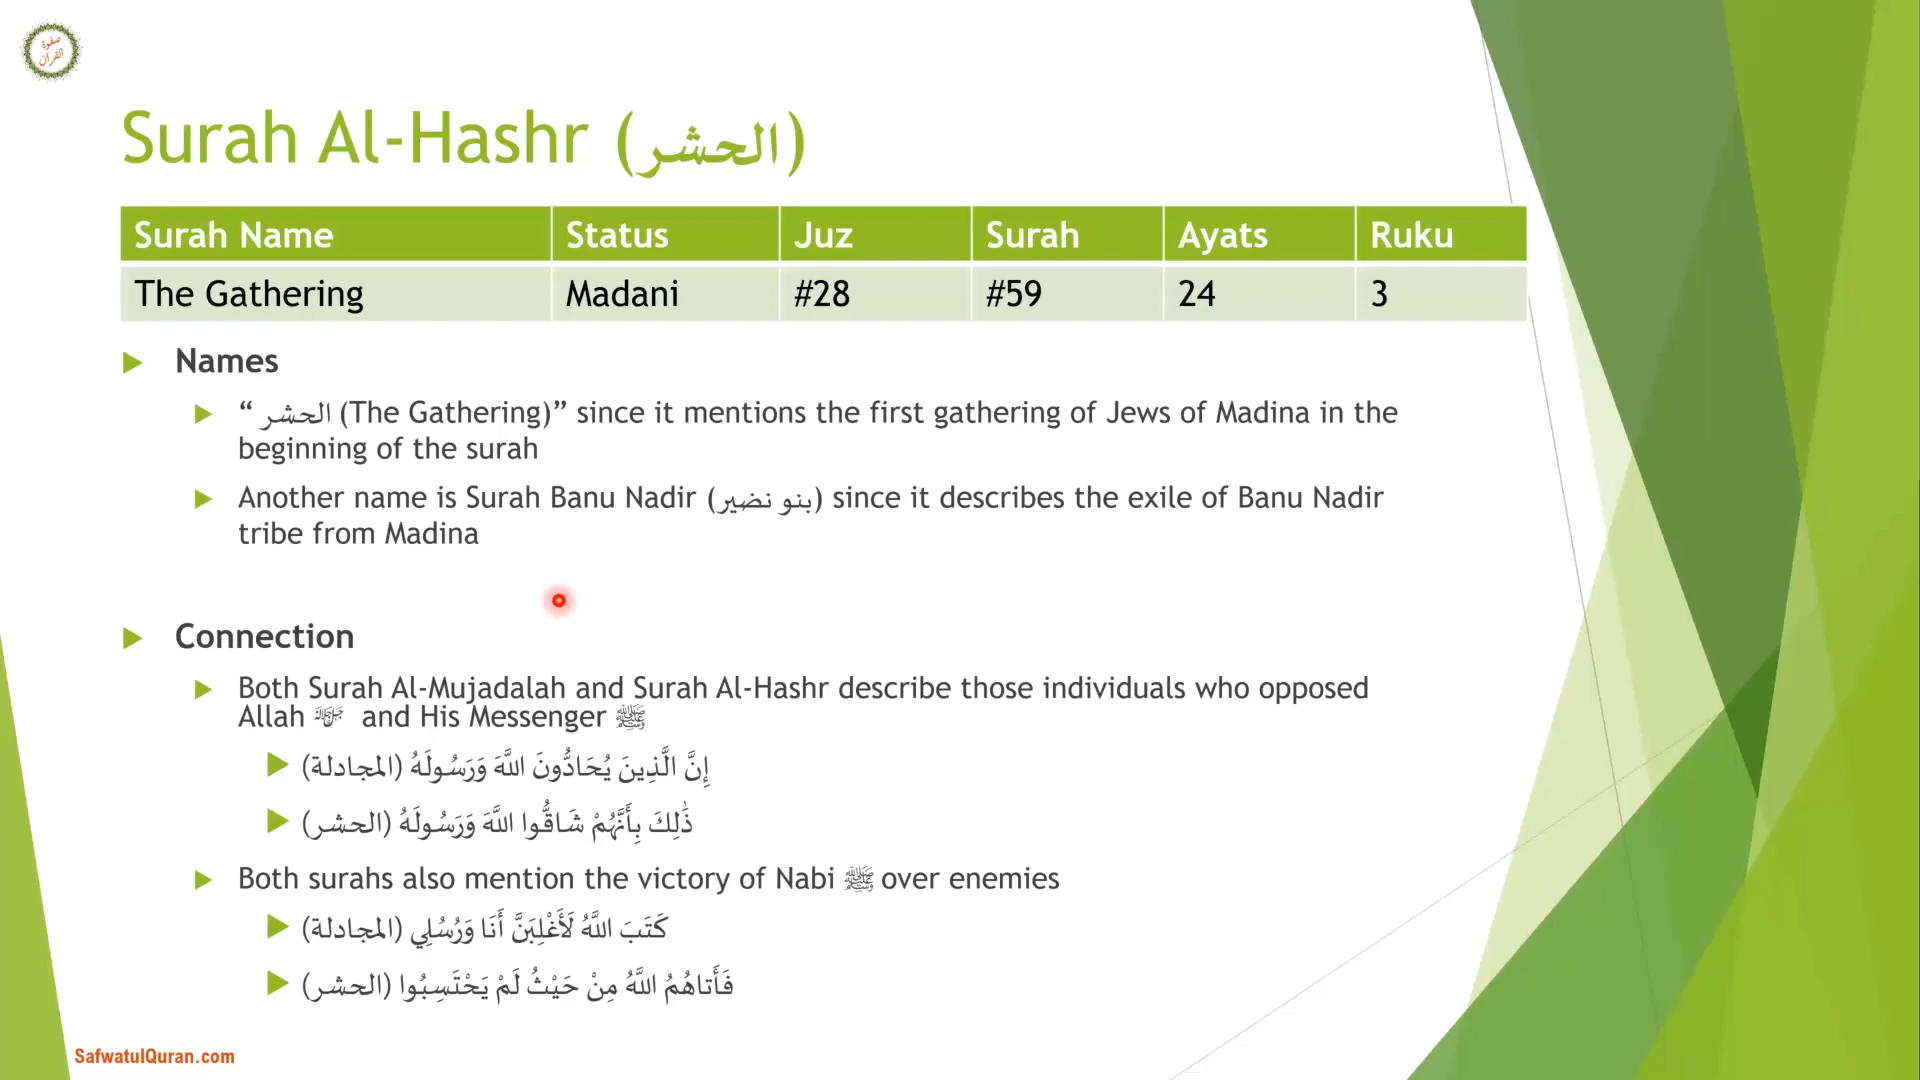 صفوة
القرآن
Surah Al-Hashr (الحشر)
Surah Name Status Juz Surah Ayats Ruku
The Gathering Madani #28 #59 24 3
Names
“ الحشر (The Gathering)” since it mentions the first gathering of Jews of Madina in the
beginning of the surah
Another name is Surah Banu Nadir (بنو نضير) since it describes the exile of Banu Nadir
tribe from Madina
Connection
Both Surah Al-Mujadalah and Surah Al-Hashr describe those individuals who opposed
Allah ﷻ and His Messenger ﷺ
إِنَّ الَّذِينَ يُحَادُّونَ اللَّهَ وَرَسُولَهُ (المجادلة)
ذَٰلِكَ بِأَنَّهُمْ شَاقُّوا اللَّهَ وَرَسُولَهُ (الحشر)
Both surahs also mention the victory of Nabi ﷺ over enemies
كَتَبَ اللَّهُ لَأَغْلِبَنَّ أَنَا وَرُسُلِي (المجادلة)
فَأَتَاهُمُ اللَّهُ مِنْ حَيْثُ لَمْ يَحْتَسِبُوا (الحشر)
SafwatulQuran.com